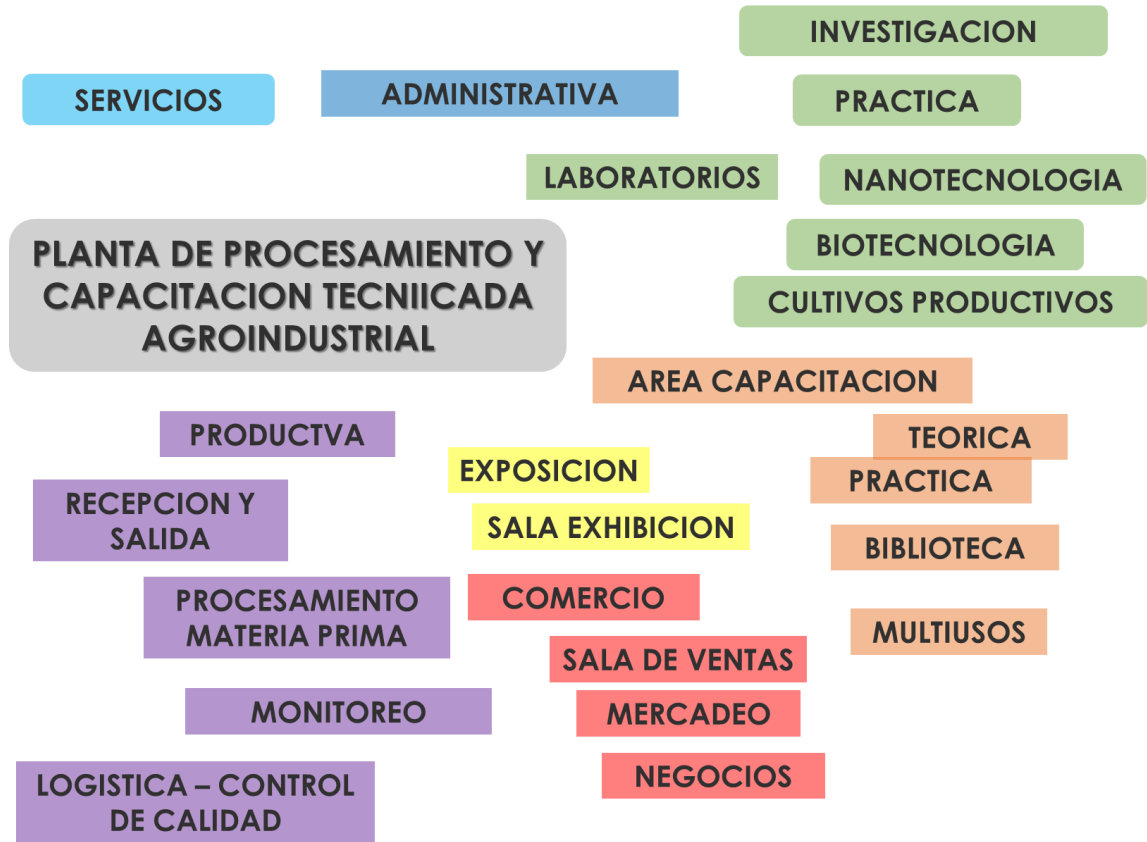 INVESTIGACION
SERVICIOS
ADMINISTRATIVA
PRACTICA
LABORATORIOS
NANOTECNOLOGIA
PLANTA DE PROCESAMIENTO Y
CAPACITACION TECNIICADA
AGROINDUSTRIAL
BIOTECNOLOGIA
CULTIVOS PRODUCTIVOS
AREA CAPACITACION
PRODUCTVA
TEORICA
EXPOSICION
PRACTICA
RECEPCION Y
SALIDA
SALA EXHIBICION
BIBLIOTECA
PROCESAMIENTO
MATERIA PRIMA
COMERCIO
MULTIUSOS
SALA DE VENTAS
MONITOREO
MERCADEO
NEGOCIOS
LOGISTICA – CONTROL
DE CALIDAD